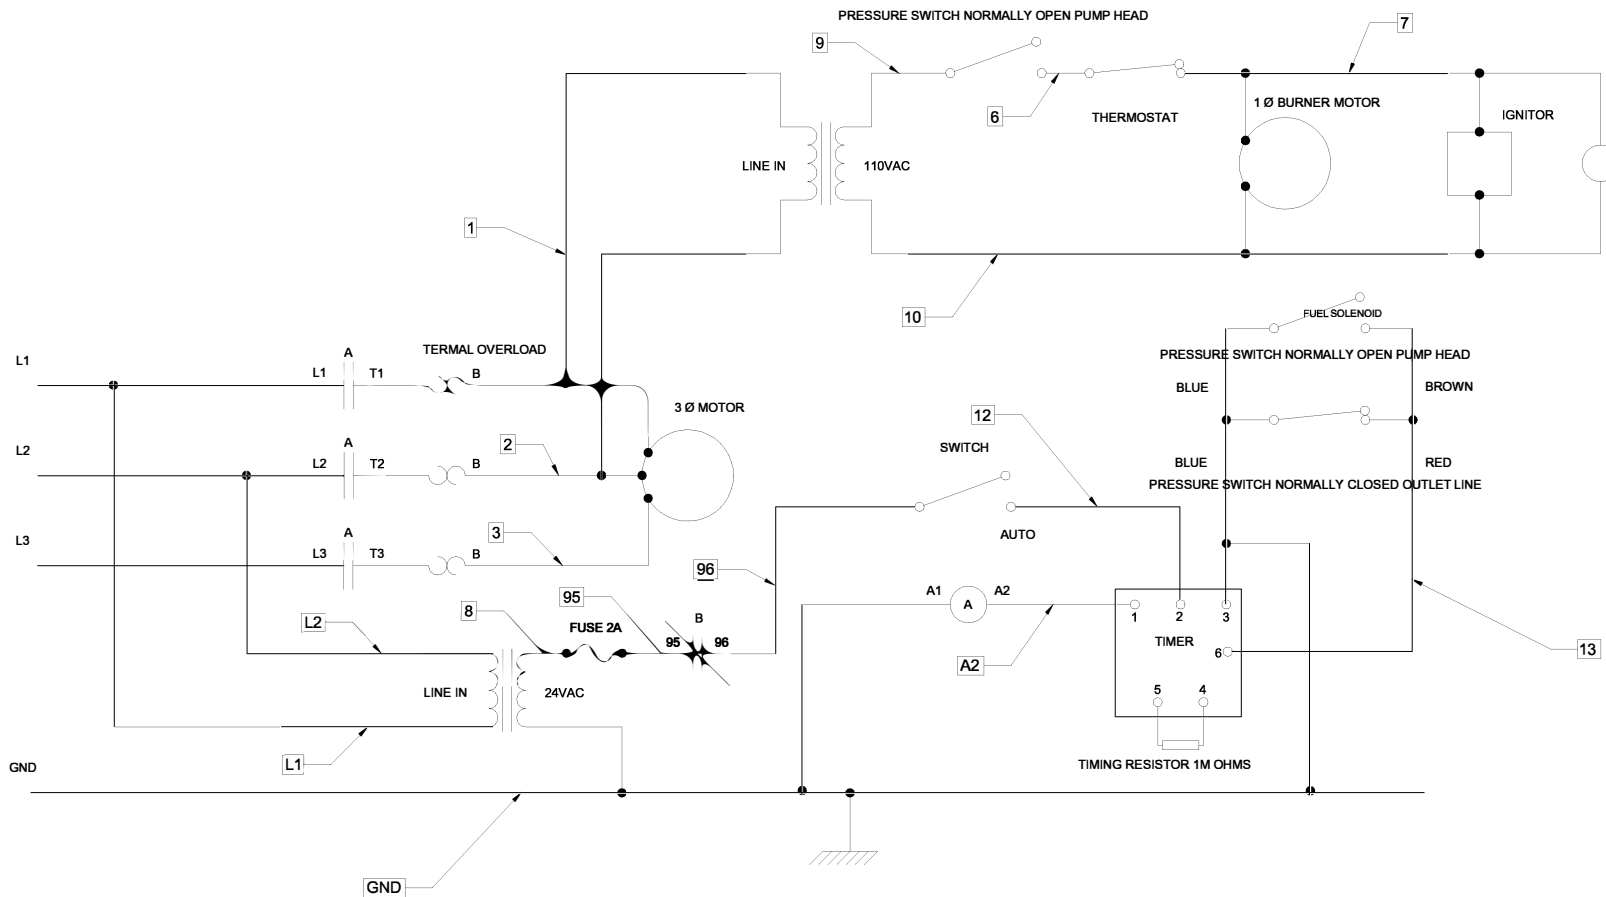 PRESSURE SWITCH NORMALLY OPEN PUMP HEAD
7
9
6
THERMOSTAT
1 Ø BURNER MOTOR
IGNITOR
LINE IN
110VAC
1
10
FUEL SOLENOID
PRESSURE SWITCH NORMALLY OPEN PUMP HEAD
BLUE
BROWN
BLUE
RED
PRESSURE SWITCH NORMALLY CLOSED OUTLET LINE
L1
A
L1
T1
TERMAL OVERLOAD
B
3 Ø MOTOR
L2
A
L2
T2
B
2
12
SWITCH
AUTO
L3
A
L3
T3
B
3
96
95
8
FUSE 2A
B
95
96
L2
LINE IN
24VAC
L1
A1
A
A2
A2
1
2
3
TIMER
6
5
4
13
TIMING RESISTOR 1M OHMS
GND
GND